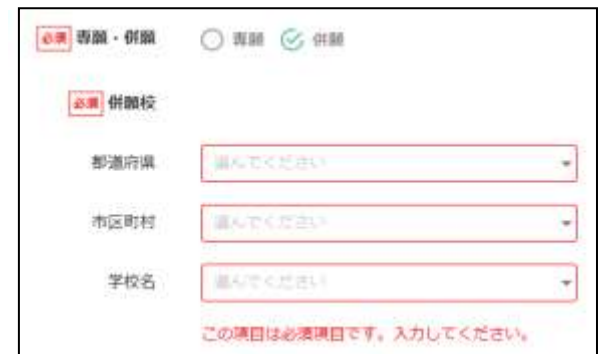 必須 専願・併願 専願 併願
必須 併願校
都道府県 選んでください
市区町村 選んでください
学校名 選んでください
この項目は必須項目です。入力してください。